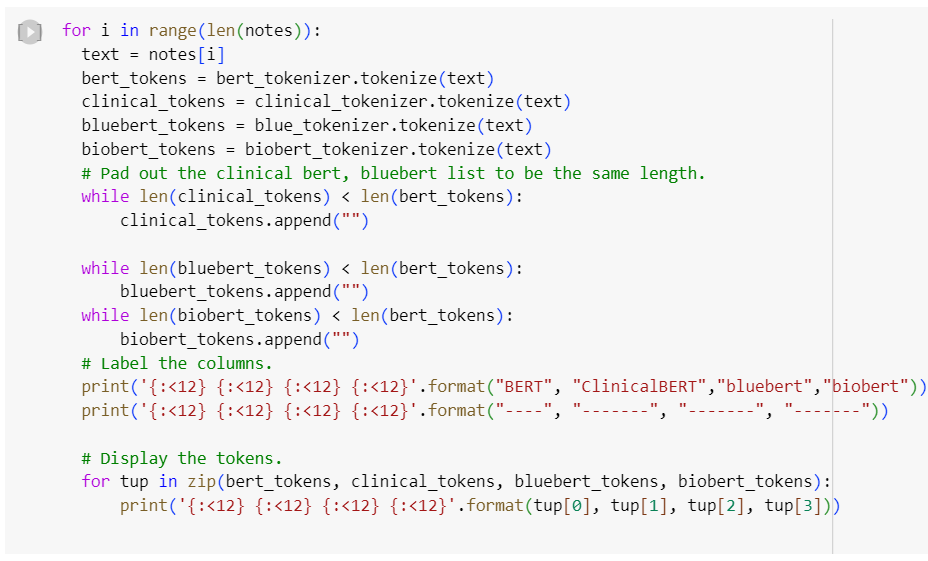 for i in range(len(notes)):
  text = notes[i]
  bert_tokens = bert_tokenizer.tokenize(text)
  clinical_tokens = clinical_tokenizer.tokenize(text)
  bluebert_tokens = blue_tokenizer.tokenize(text)
  biobert_tokens = biobert_tokenizer.tokenize(text)
  # Pad out the clinical bert, bluebert list to be the same length.
  while len(clinical_tokens) < len(bert_tokens):
      clinical_tokens.append("")

  while len(bluebert_tokens) < len(bert_tokens):
      bluebert_tokens.append("")
  while len(biobert_tokens) < len(bert_tokens):
      biobert_tokens.append("")
  # Label the columns.
  print('{:<12} {:<12} {:<12} {:<12}'.format("BERT", "ClinicalBERT","bluebert","biobert"))
  print('{:<12} {:<12} {:<12} {:<12}'.format("----", "-------", "-------", "-------"))

  # Display the tokens.
  for tup in zip(bert_tokens, clinical_tokens, bluebert_tokens, biobert_tokens):
      print('{:<12} {:<12} {:<12} {:<12}'.format(tup[0], tup[1], tup[2], tup[3]))